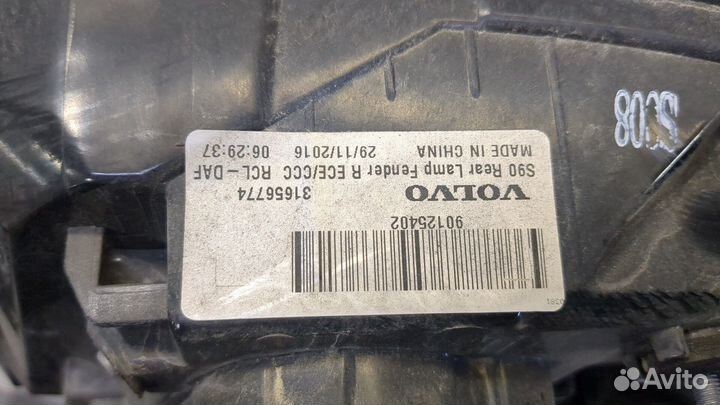 90125402
VOLVO 31656774
S90 Rear Lamp Fender R ECE/CCC RCL-DAF
MADE IN CHINA 29/11/2016 06:29:37
Avito